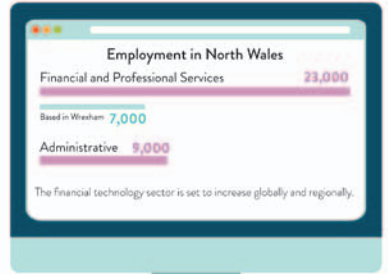 Employment in North Wales
Financial and Professional Services 23,000
Based in Wrexham 7,000
Administrative 9,000
The financial technology sector is set to increase globally and regionally.